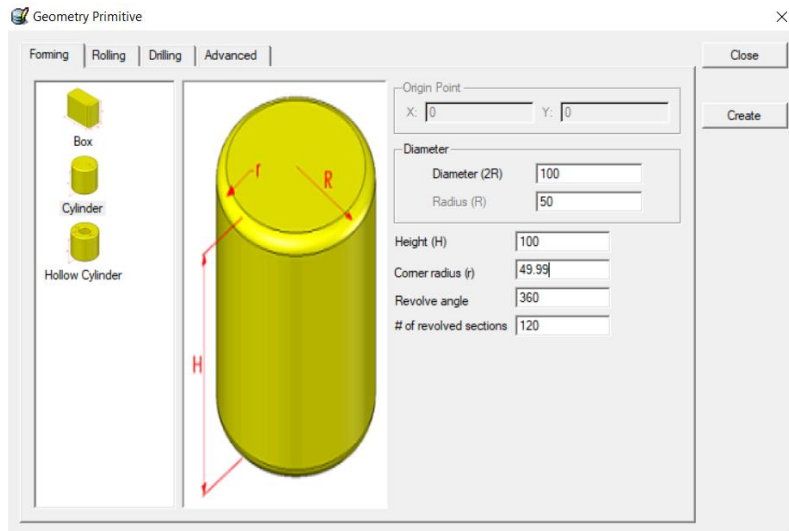 Geometry Primitive
Forming Rolling Drilling Advanced
Close
Create
Box
Cylinder
Hollow Cylinder
r
R
H
Origin Point
X: 0 Y: 0
Diameter
Diameter (2R) 100
Radius (R) 50
Height (H) 100
Corner radius (r) 49.99
Revolve angle 360
# of revolved sections 120